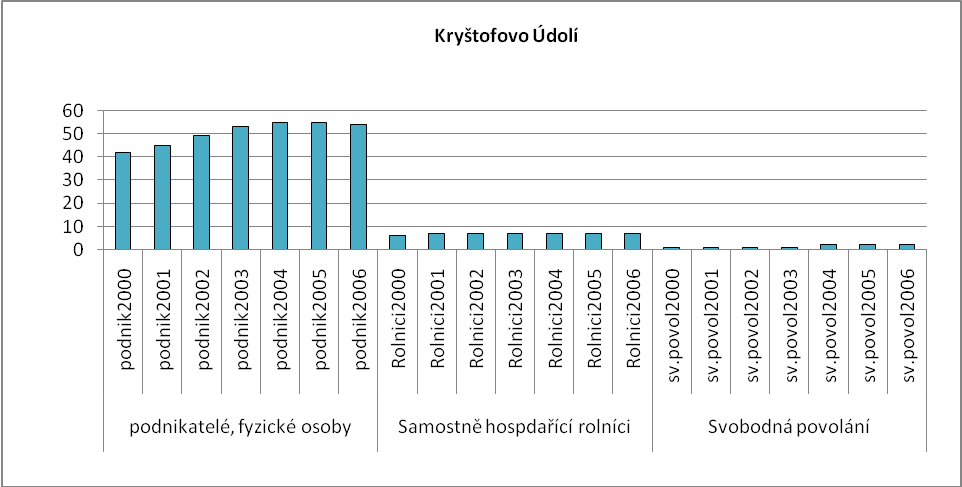 Kryštofovo Údolí
60
50
40
30
20
10
0
podnik2000
podnik2001
podnik2002
podnik2003
podnik2004
podnik2005
podnik2006
Rolnici2000
Rolnici2001
Rolnici2002
Rolnici2003
Rolnici2004
Rolnici2005
Rolnici2006
sv.povol2000
sv.povol2001
sv.povol2002
sv.povol2003
sv.povol2004
sv.povol2005
sv.povol2006
podnikatelé, fyzické osoby
Samostně hospdařící rolníci
Svobodná povolání